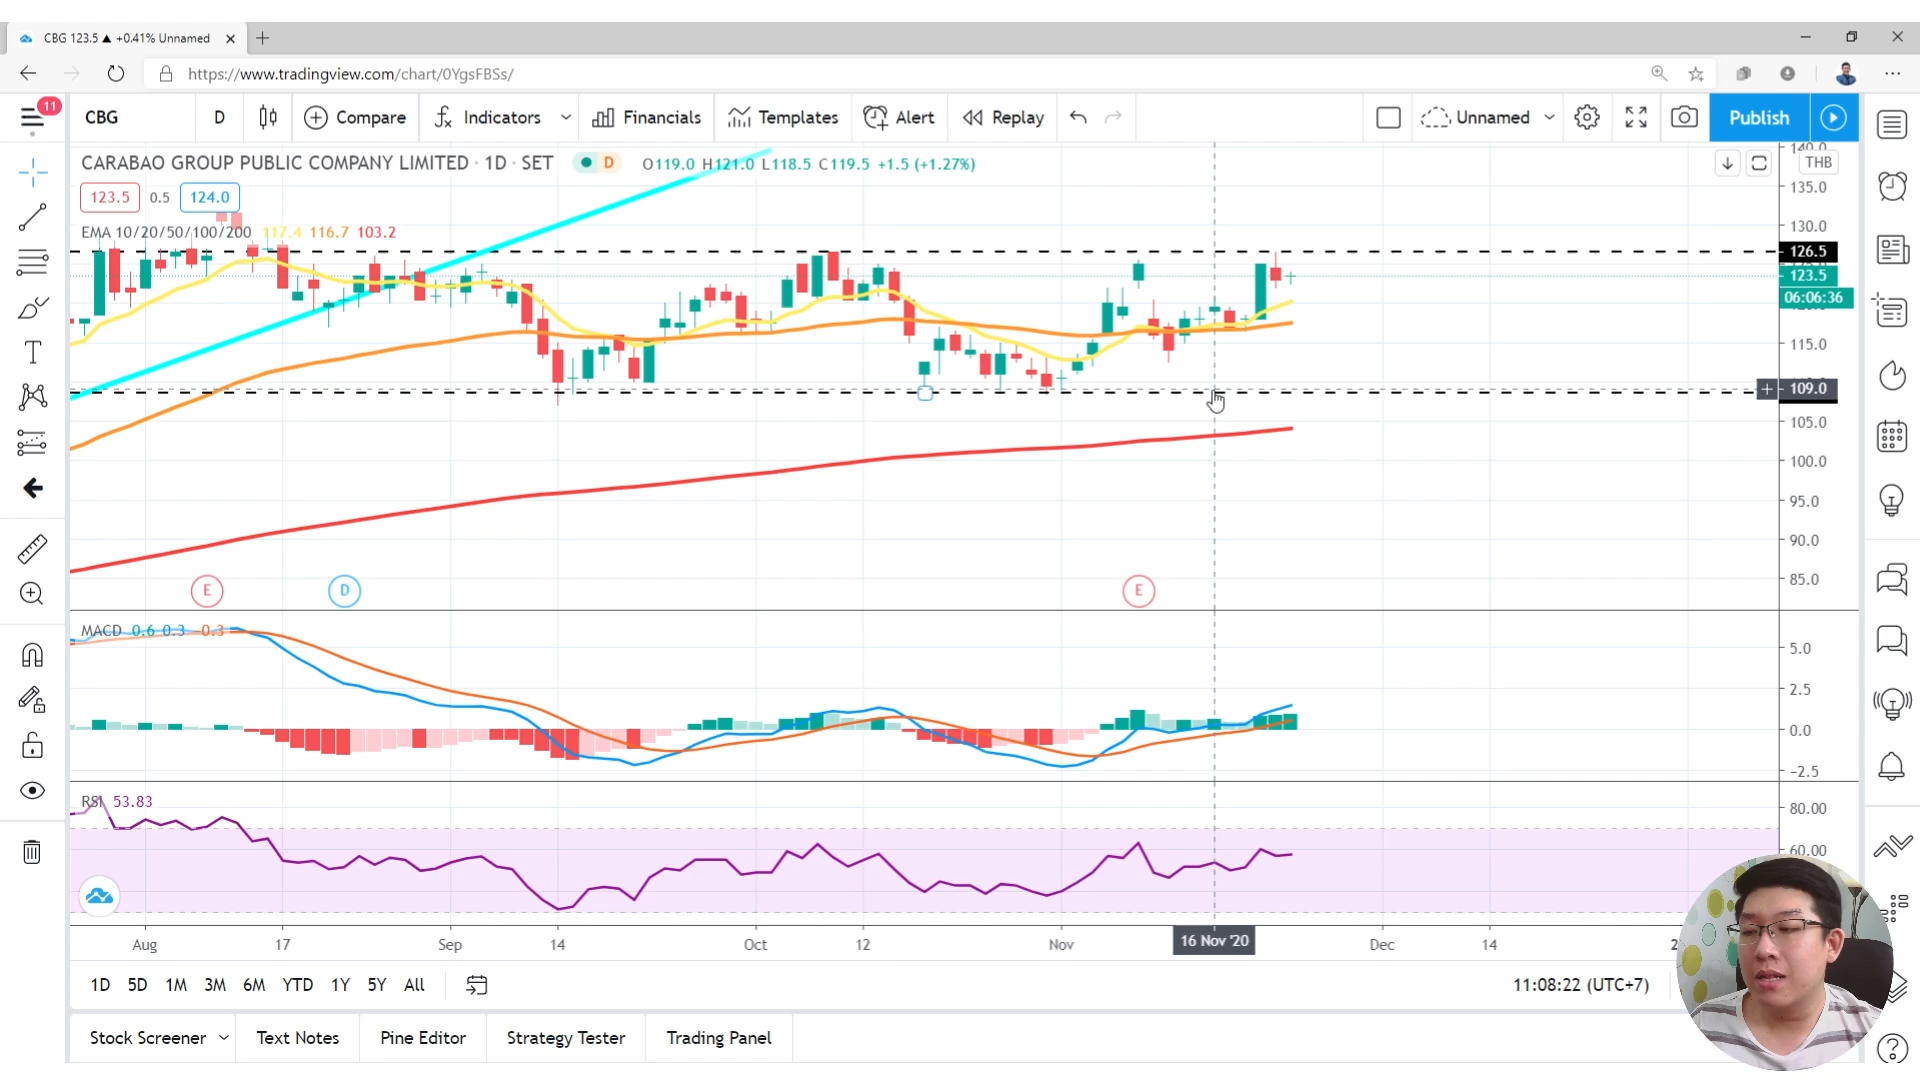 CBG 123.5 ▲ +0.41% Unnamed
https://www.tradingview.com/chart/0YgsFBSs/
11
CBG D Compare Indicators Financials Templates Alert Replay Unnamed Publish
CARABAO GROUP PUBLIC COMPANY LIMITED · 1D · SET D O119.0 H121.0 L118.5 C119.5 +1.5 (+1.27%)
THB
123.5 0.5 124.0
EMA 10/20/50/100/200 117.4 116.7 103.2
140.0
135.0
130.0
126.5
123.5
06:06:36
115.0
109.0
105.0
100.0
95.0
90.0
85.0
E D E
MACD 0.6 0.3 -0.3
5.0
2.5
0.0
-2.5
RSI 53.83
80.00
60.00
Aug 17 Sep 14 Oct 12 Nov 16 Nov '20 Dec 14
1D 5D 1M 3M 6M YTD 1Y 5Y All
11:08:22 (UTC+7)
Stock Screener Text Notes Pine Editor Strategy Tester Trading Panel